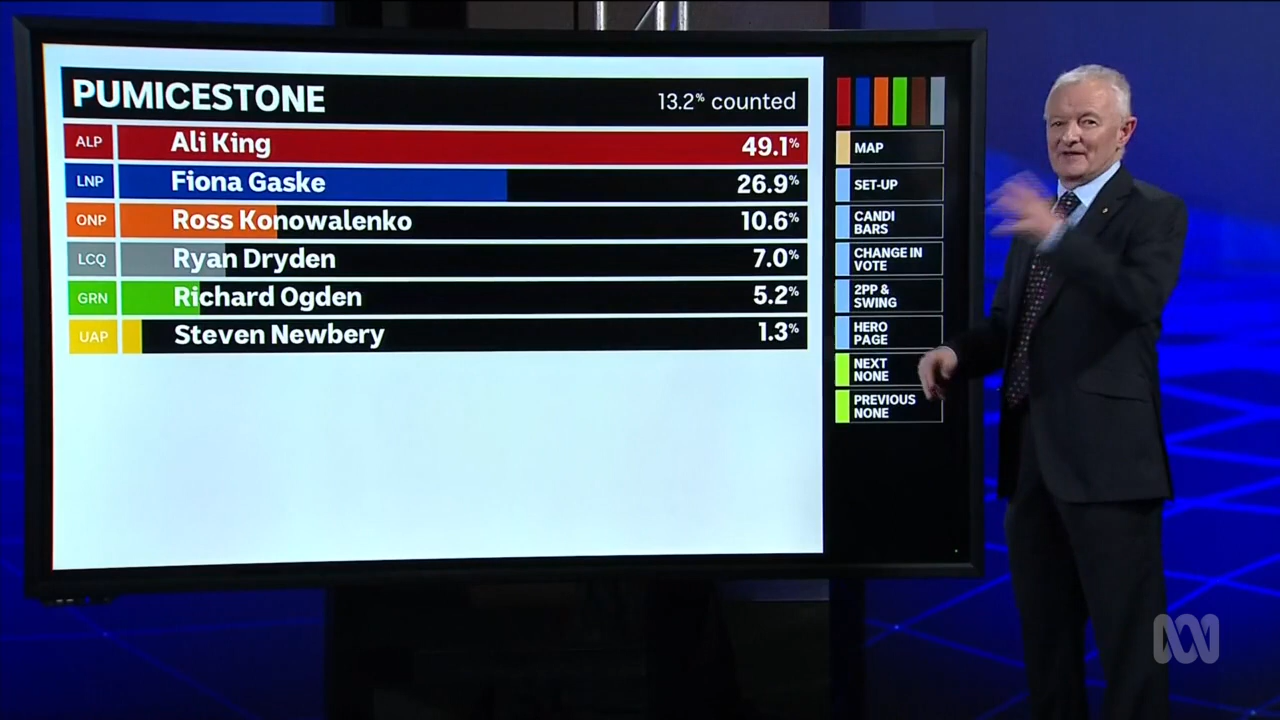 PUMICESTONE 13.2% counted
ALP Ali King 49.1%
LNP Fiona Gaske 26.9%
ONP Ross Konowalenko 10.6%
LCQ Ryan Dryden 7.0%
GRN Richard Ogden 5.2%
UAP Steven Newbery 1.3%
MAP
SET-UP
CANDI
BARS
CHANGE IN
VOTE
2PP &
SWING
HERO
PAGE
NEXT
NONE
PREVIOUS
NONE